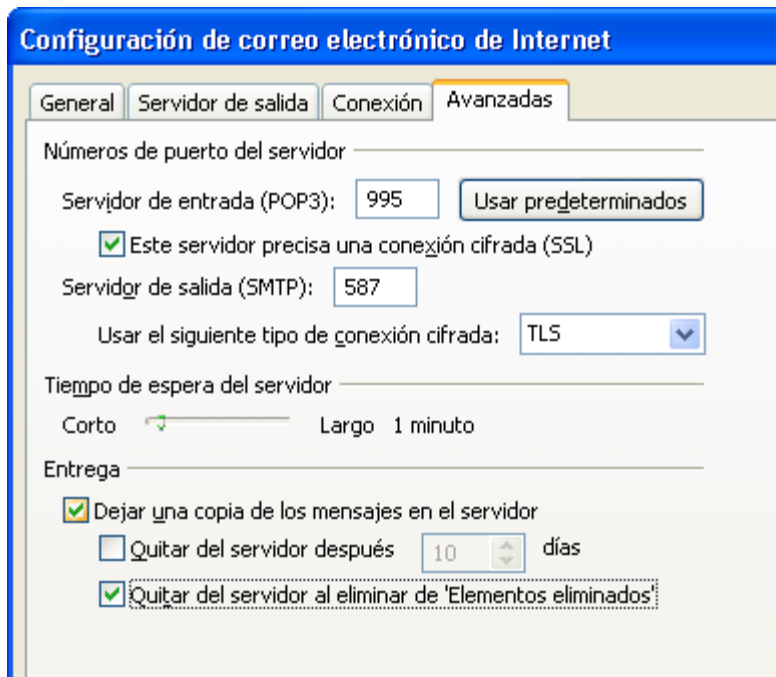 Configuración de correo electrónico de Internet
General Servidor de salida Conexión Avanzadas
Números de puerto del servidor
Servidor de entrada (POP3): 995 Usar predeterminados
Este servidor precisa una conexión cifrada (SSL)
Servidor de salida (SMTP): 587
Usar el siguiente tipo de conexión cifrada: TLS
Tiempo de espera del servidor
Corto Largo 1 minuto
Entrega
Dejar una copia de los mensajes en el servidor
Quitar del servidor después 10 días
Quitar del servidor al eliminar de 'Elementos eliminados'